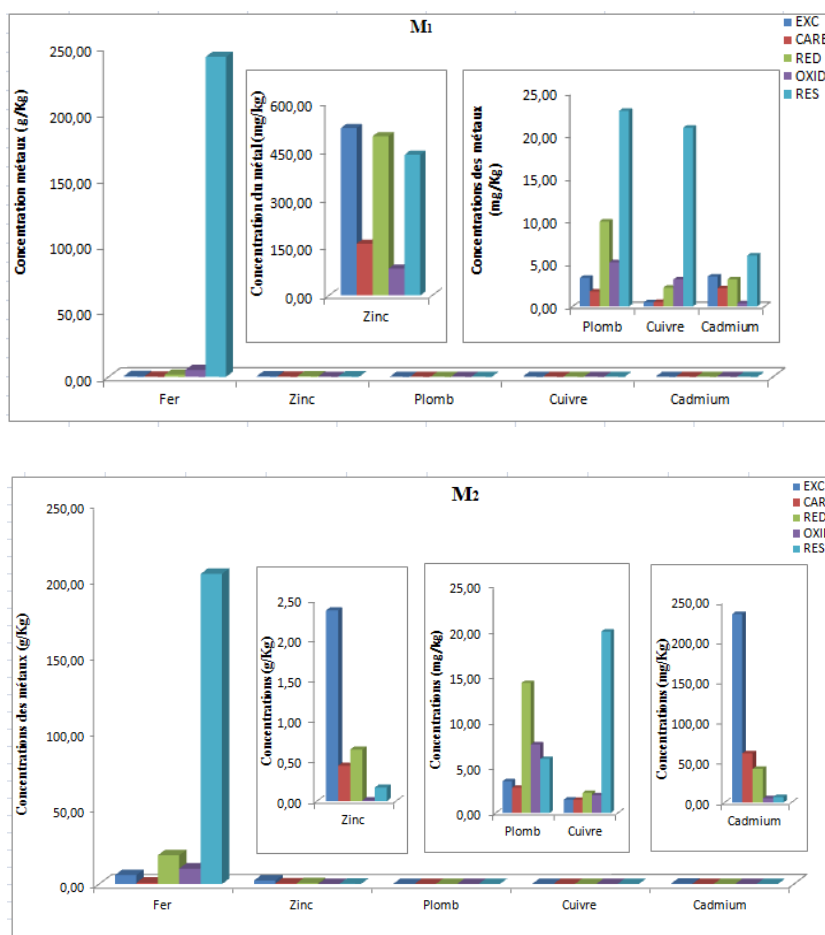 M1
EXC
CARB
RED
OXID
RES
Concentration métaux (g/Kg)
250,00
200,00
150,00
100,00
50,00
0,00
Fer Zinc Plomb Cuivre Cadmium
Concentration du métal (mg/kg)
600,00
450,00
300,00
150,00
0,00
Zinc
Concentrations des métaux
(mg/Kg)
25,00
20,00
15,00
10,00
5,00
0,00
Plomb Cuivre Cadmium
M2
EXC
CAR
RED
OXI
RES
Concentrations des métaux (g/Kg)
250,00
200,00
150,00
100,00
50,00
0,00
Fer Zinc Plomb Cuivre Cadmium
Concentrations (g/Kg)
2,50
2,00
1,50
1,00
0,50
0,00
Zinc
Concentrations (mg/kg)
25,00
20,00
15,00
10,00
5,00
0,00
Plomb Cuivre
Concentrations (mg/Kg)
250,00
200,00
150,00
100,00
50,00
0,00
Cadmium